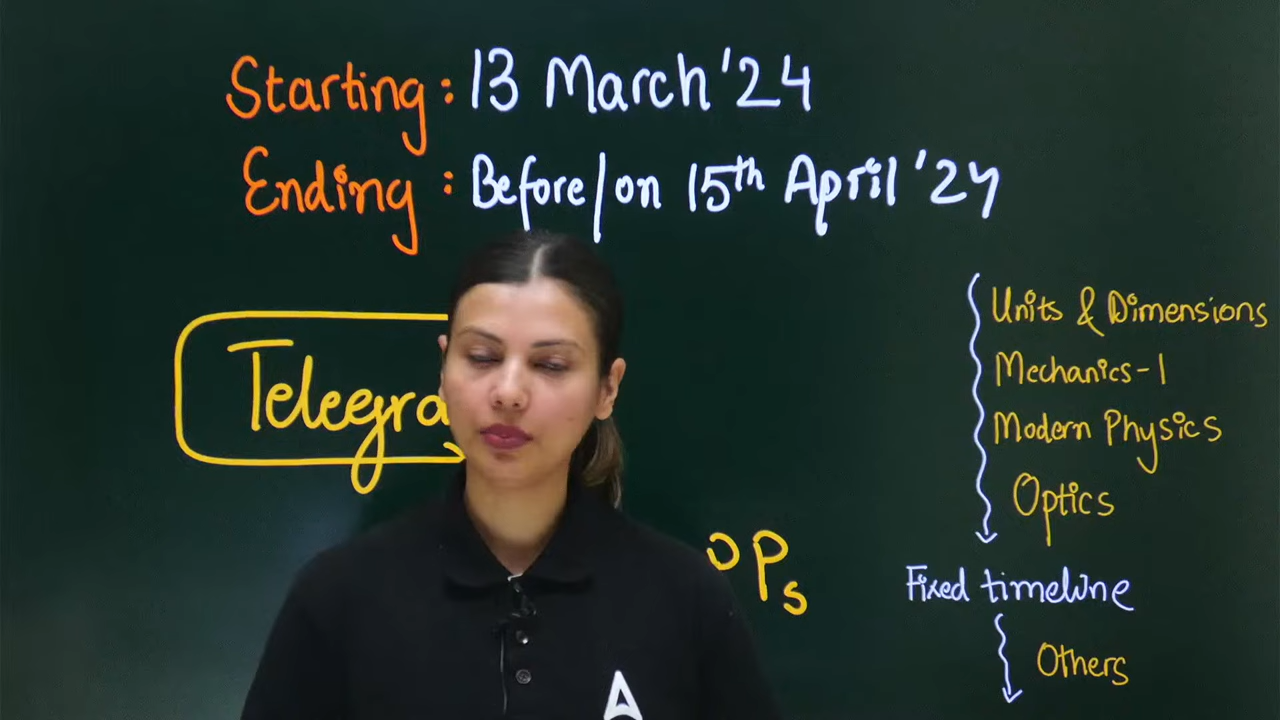 Starting : 13 March '24
Ending : Before/on 15th April '24
Units & Dimensions
Mechanics-1
Modern Physics
Optics
Fixed timeline
Others